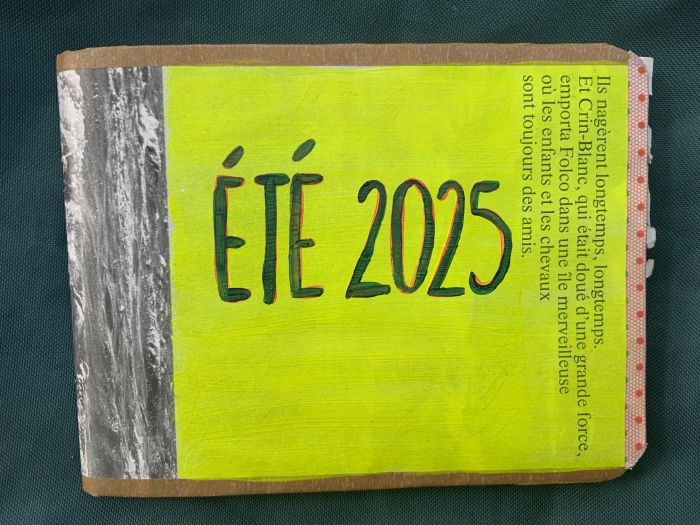 ÉTÉ 2025
Ils nagèrent longtemps, longtemps.
Et Crin-Blanc, qui était doué d'une grande force,
emporta Folco dans une île merveilleuse
où les enfants et les chevaux
sont toujours des amis.